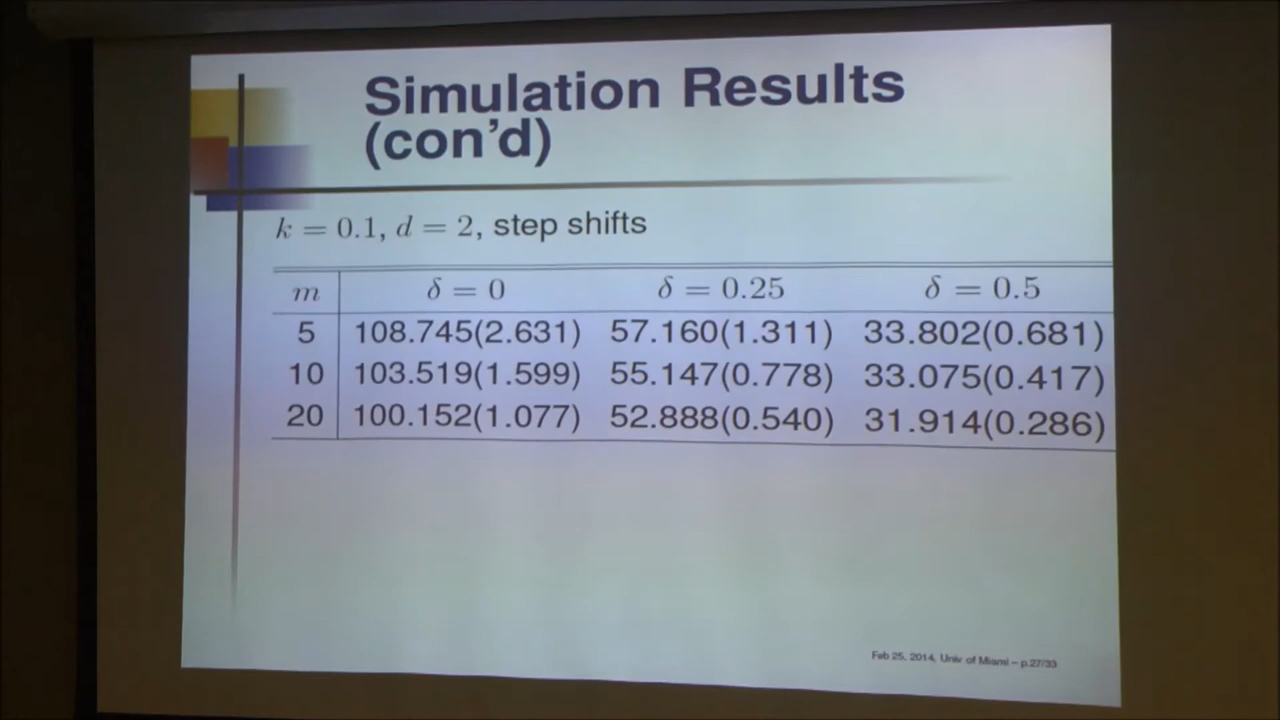 Simulation Results
(con'd)
k = 0.1, d = 2, step shifts
m δ = 0 δ = 0.25 δ = 0.5
5 108.745(2.631) 57.160(1.311) 33.802(0.681)
10 103.519(1.599) 55.147(0.778) 33.075(0.417)
20 100.152(1.077) 52.888(0.540) 31.914(0.286)
Feb 25, 2014, Univ of Miami – p.27/33